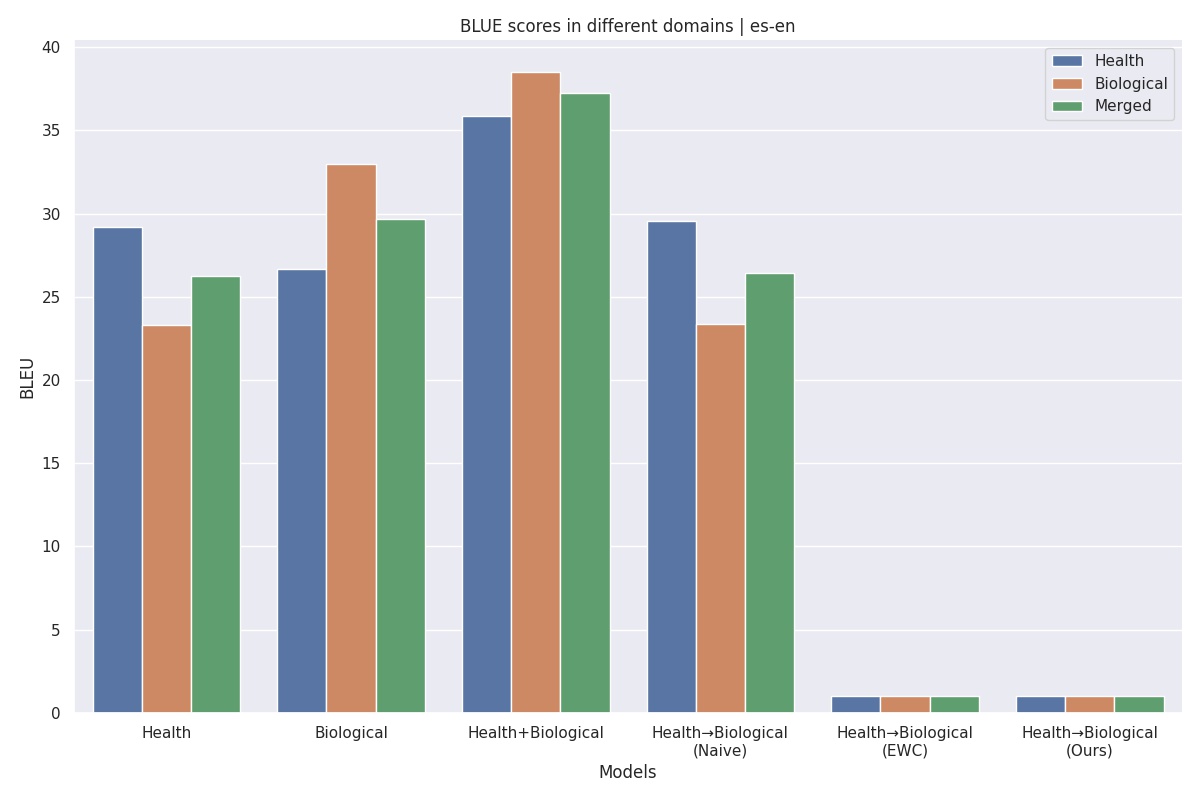 BLUE scores in different domains | es-en
Health
Biological
Merged
BLEU
40
35
30
25
20
15
10
5
0
Health
Biological
Health+Biological
Health→Biological
(Naive)
Health→Biological
(EWC)
Health→Biological
(Ours)
Models